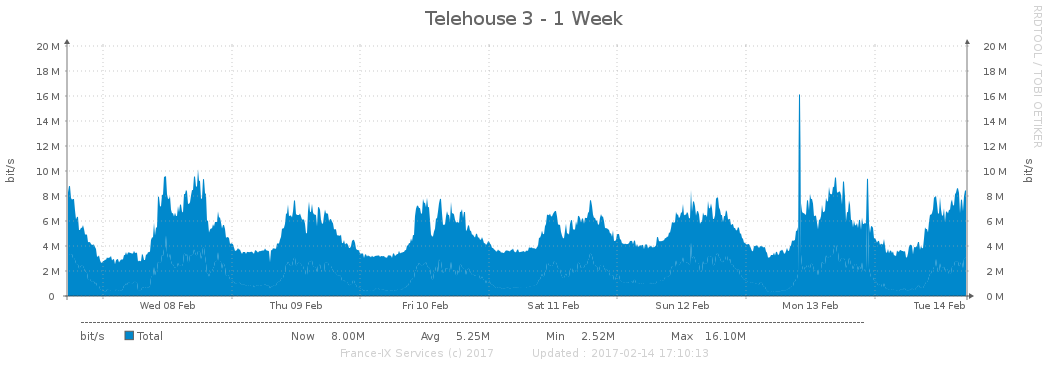 Telehouse 3 - 1 Week
RRDTOOL / TOBI OETIKER
bit/s
bit/s
20 M 20 M
18 M 18 M
16 M 16 M
14 M 14 M
12 M 12 M
10 M 10 M
8 M 8 M
6 M 6 M
4 M 4 M
2 M 2 M
0 0 M
Wed 08 Feb Thu 09 Feb Fri 10 Feb Sat 11 Feb Sun 12 Feb Mon 13 Feb Tue 14 Feb
bit/s Total Now 8.00M Avg 5.25M Min 2.52M Max 16.10M
France-IX Services (c) 2017 Updated : 2017-02-14 17:10:13